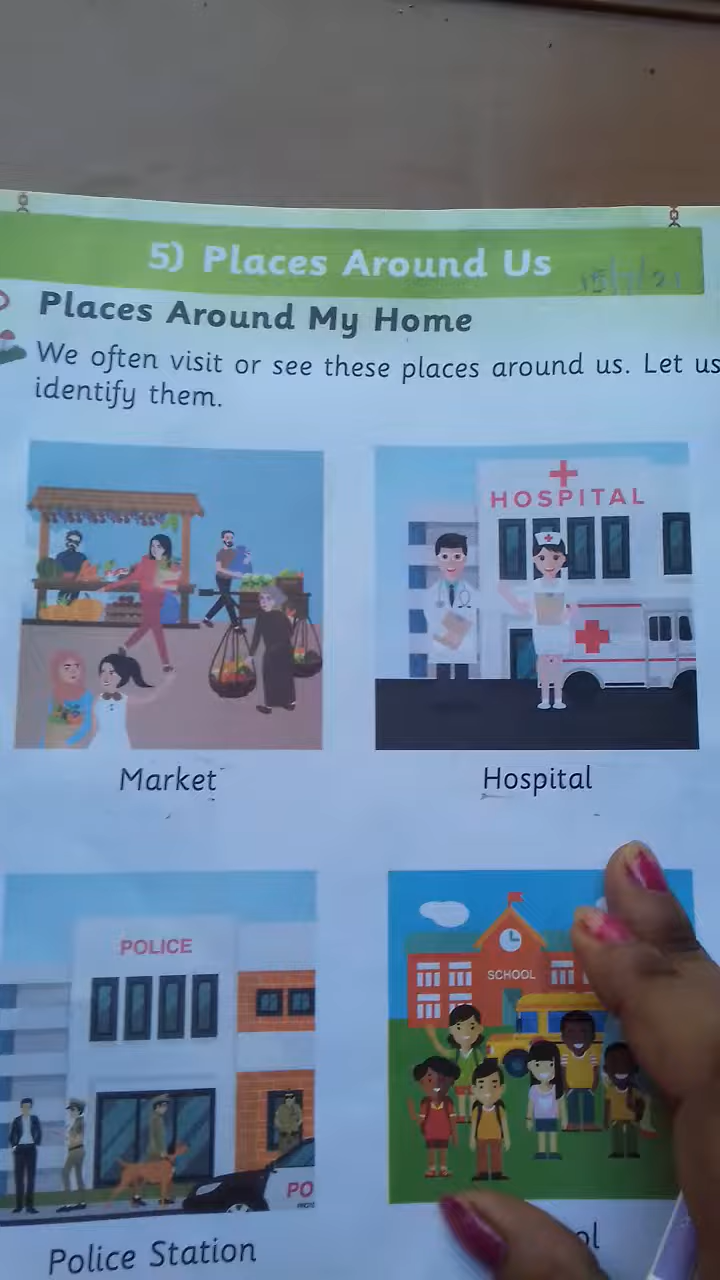 5) Places Around Us
Places Around My Home
We often visit or see these places around us. Let us
identify them.
HOSPITAL
Market
Hospital
POLICE
SCHOOL
PO
Police Station
ol